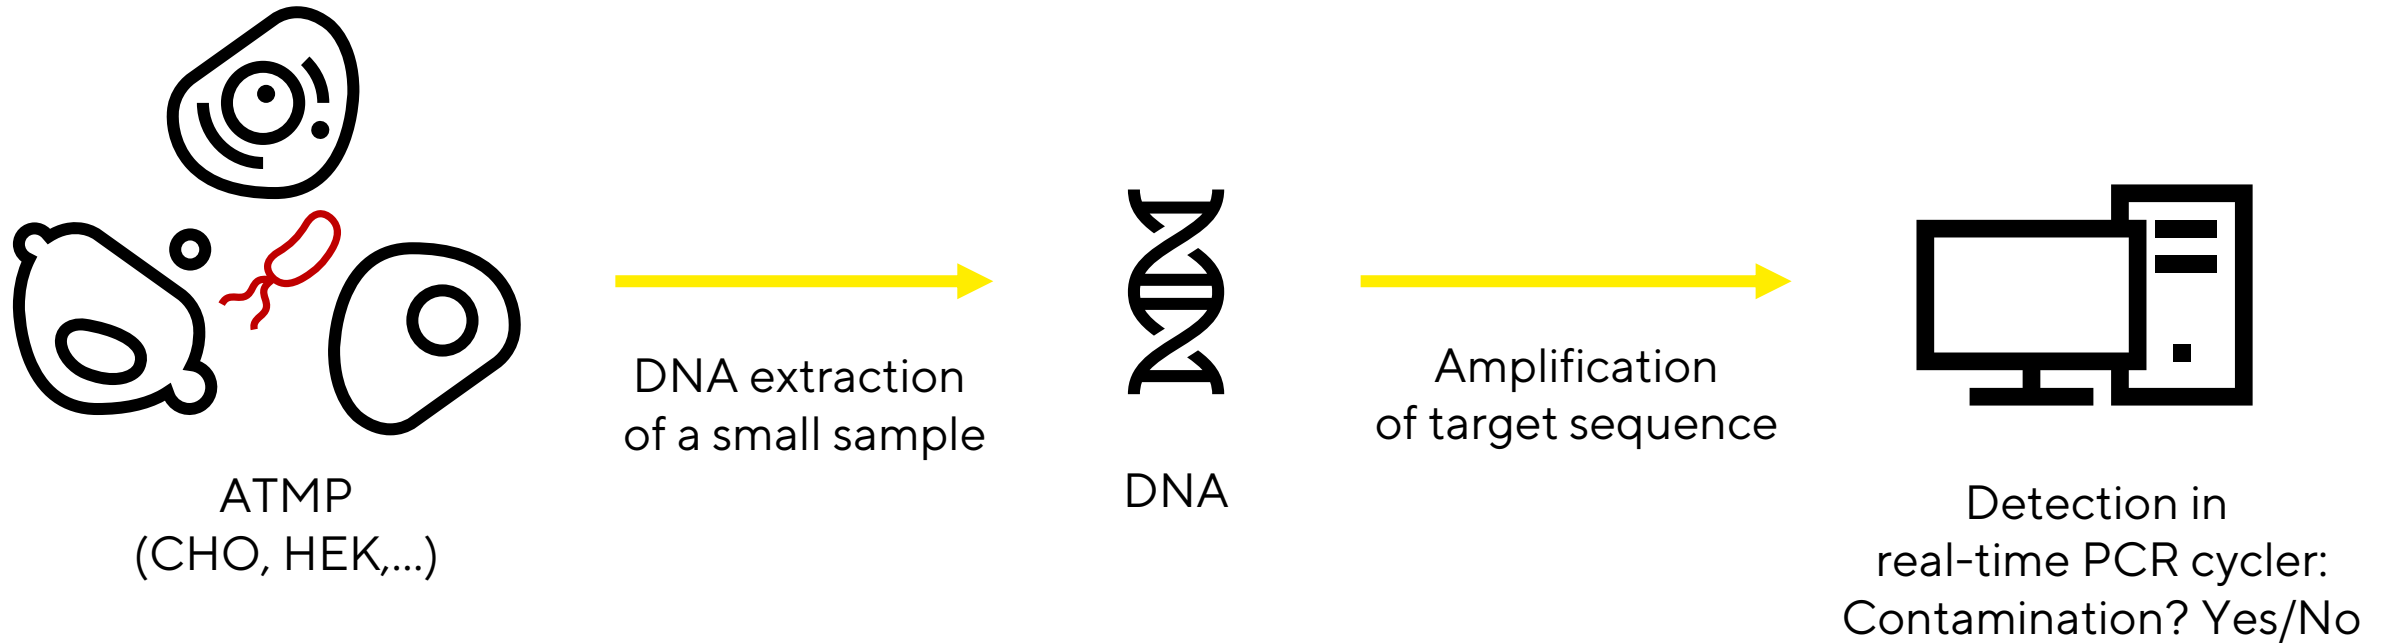 ATMP
(CHO, HEK,...)
DNA extraction
of a small sample
DNA
Amplification
of target sequence
Detection in
real-time PCR cycler:
Contamination? Yes/No